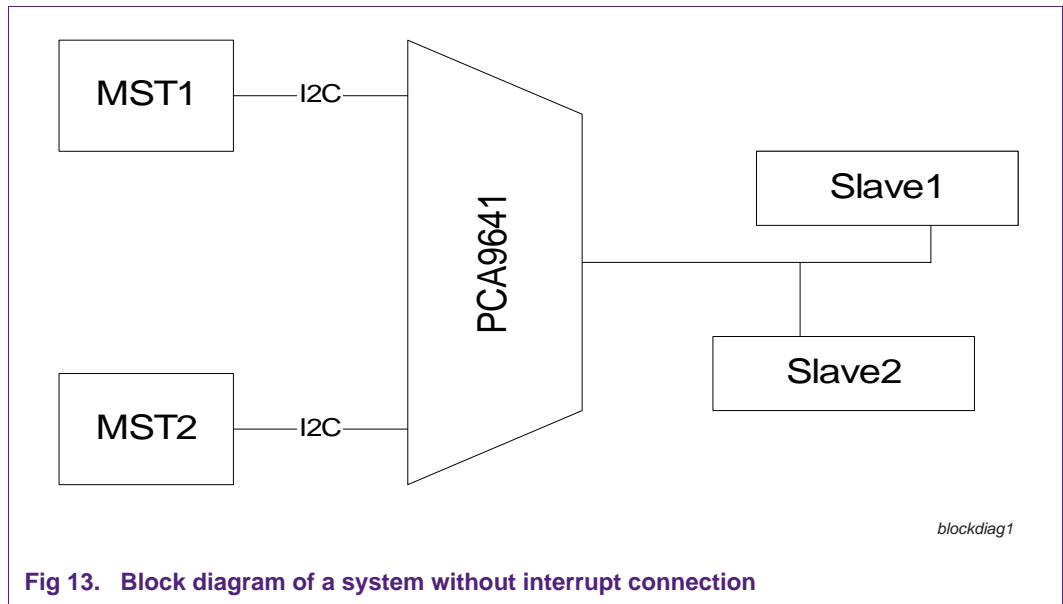 MST1
I2C
PCA9641
Slave1
Slave2
MST2
I2C
blockdiag1
Fig 13. Block diagram of a system without interrupt connection